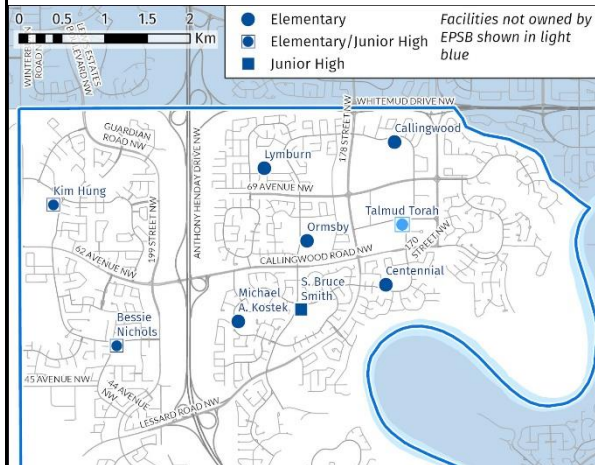 0 0.5 1 1.5 2
Km
Elementary
Elementary/Junior High
Junior High
Facilities not owned by
EPSB shown in light
blue
WHITEMUD DRIVE NW
GUARDIAN
ROAD NW
ANTHONY HENDAY DRIVE NW
178 STREET NW
Callingwood
Lymburn
69 AVENUE NW
Kim Hung
Talmud Torah
199 STREET NW
Ormsby
170
STREET NW
62 AVENUE NW
CALLINGWOOD ROAD NW
Centennial
Michael
A. Kostek
S. Bruce
Smith
Bessie
Nichols
45 AVENUE NW
44 AVENUE
NW
LESSARD ROAD NW